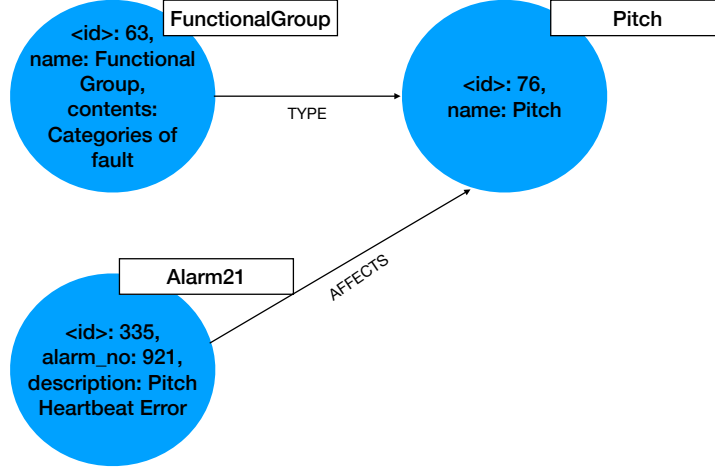 FunctionalGroup
<id>: 63,
name: Functional
Group,
contents:
Categories of
fault
TYPE
Pitch
<id>: 76,
name: Pitch
Alarm21
<id>: 335,
alarm_no: 921,
description: Pitch
Heartbeat Error
AFFECTS